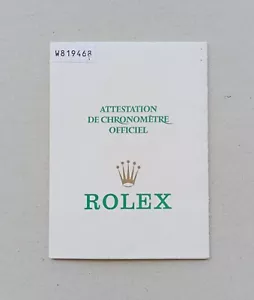 W819468
ATTESTATION
DE CHRONOMÈTRE
OFFICIEL
ROLEX